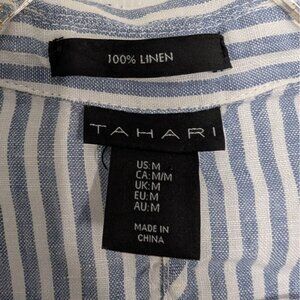 100% LINEN
TAHARI
US:M
CA:M/M
UK:M
EU:M
AU:M
MADE IN
CHINA